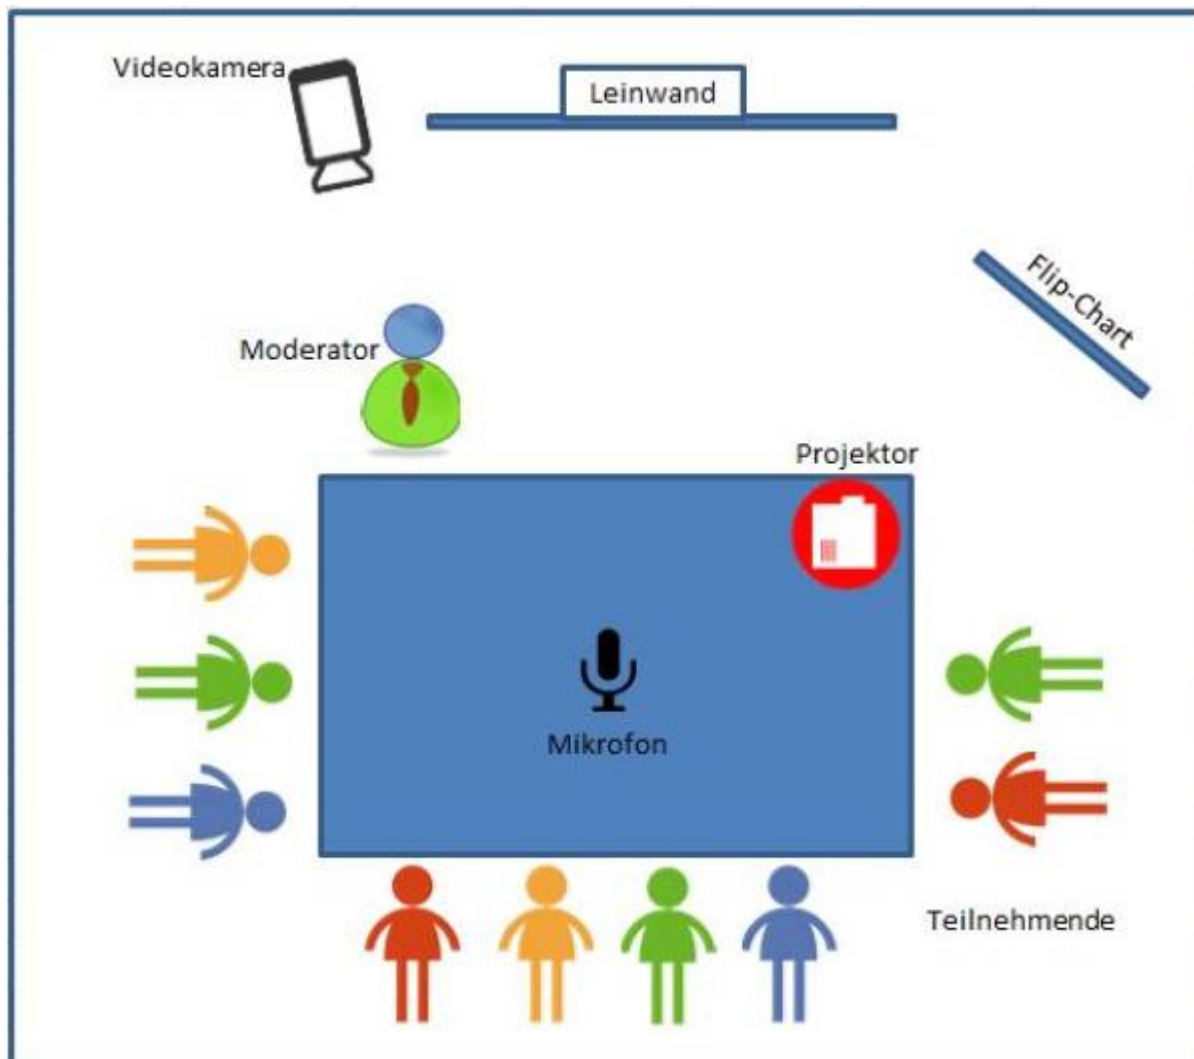 Videokamera
Leinwand
Flip-Chart
Moderator
Projektor
Mikrofon
Teilnehmende